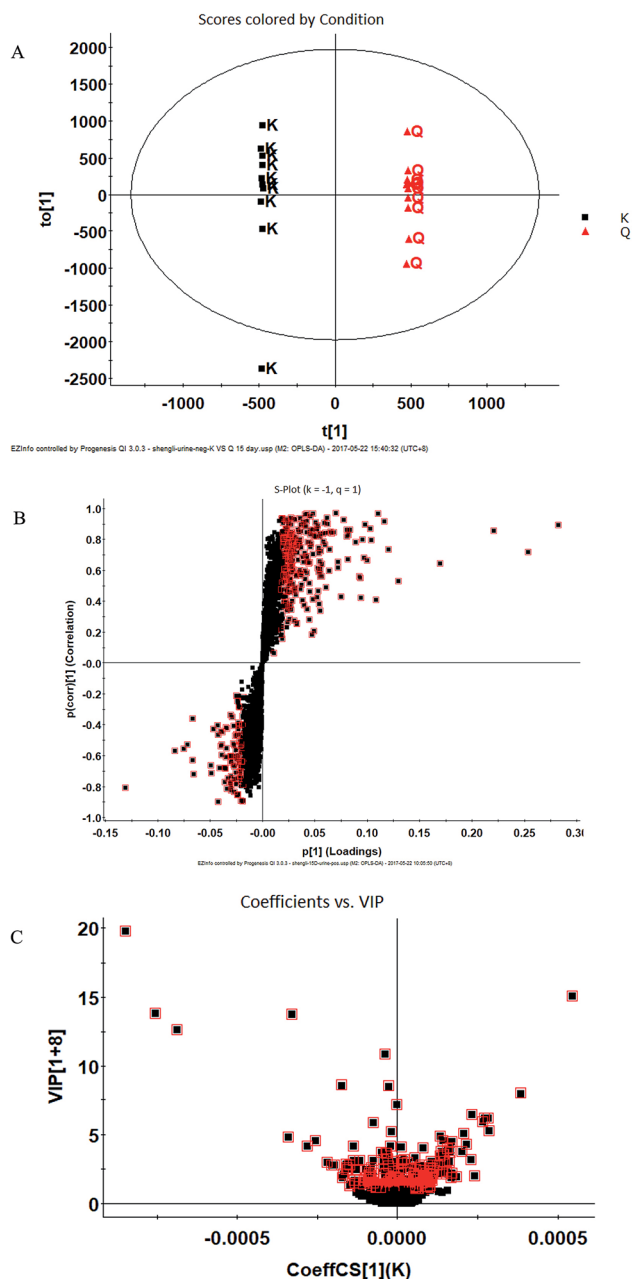 Scores colored by Condition
A
2000
1500
1000
500
0
-500
-1000
-1500
-2000
-2500
to[1]
K
K
K
K
K
K
K
K
K
K
Q
Q
Q
Q
Q
Q
Q
Q
Q
Q
K
Q
-1000 -500 0 500 1000
t[1]
EZInfo controlled by Progenesis QI 3.0.3 - shengli-urine-neg-K VS Q 15 day.usp (M2: OPLS-DA) - 2017-05-22 15:40:32 (UTC+8)
S-Plot (k = -1, q = 1)
B
1.0
0.8
0.6
0.4
0.2
-0.0
-0.2
-0.4
-0.6
-0.8
-1.0
p(corr)[1] (Correlation)
-0.15 -0.10 -0.05 -0.00 0.05 0.10 0.15 0.20 0.25 0.30
p[1] (Loadings)
EZInfo controlled by Progenesis QI 3.0.3 - shengli-15D-urine-pos.usp (M2: OPLS-DA) - 2017-05-22 10:05:50 (UTC+8)
Coefficients vs. VIP
C
20
15
10
5
0
VIP[1+8]
-0.0005 0.0000 0.0005
CoeffCS[1](K)